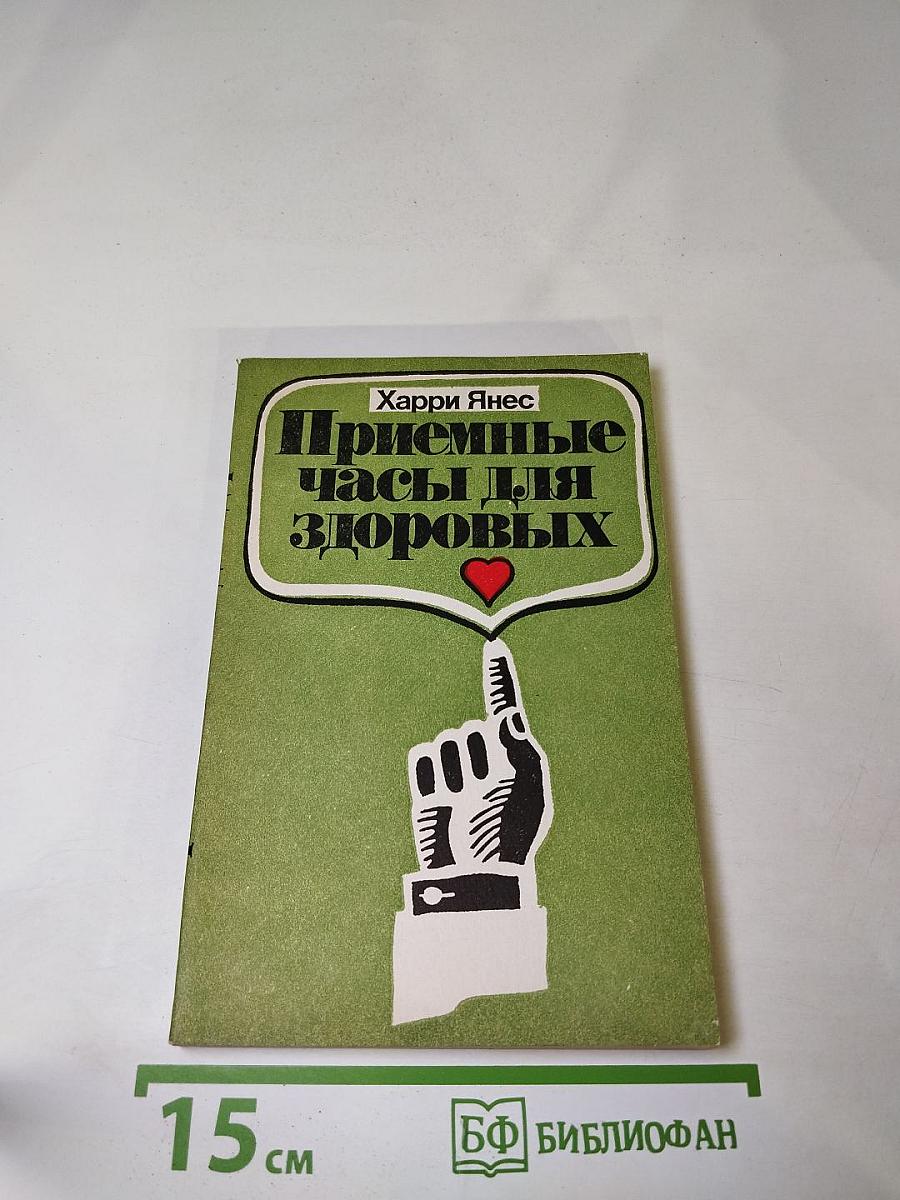 Харри Янес
Приемные
часы для
здоровых
15 см
БФ БИБЛИОФАН